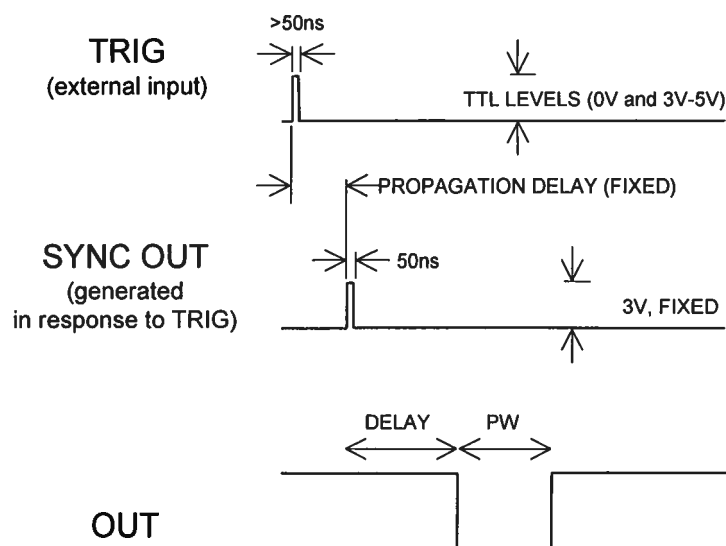 >50ns
TRIG
(external input)
TTL LEVELS (0V and 3V-5V)
PROPAGATION DELAY (FIXED)
SYNC OUT
(generated
in response to TRIG)
50ns
3V, FIXED
DELAY
PW
OUT